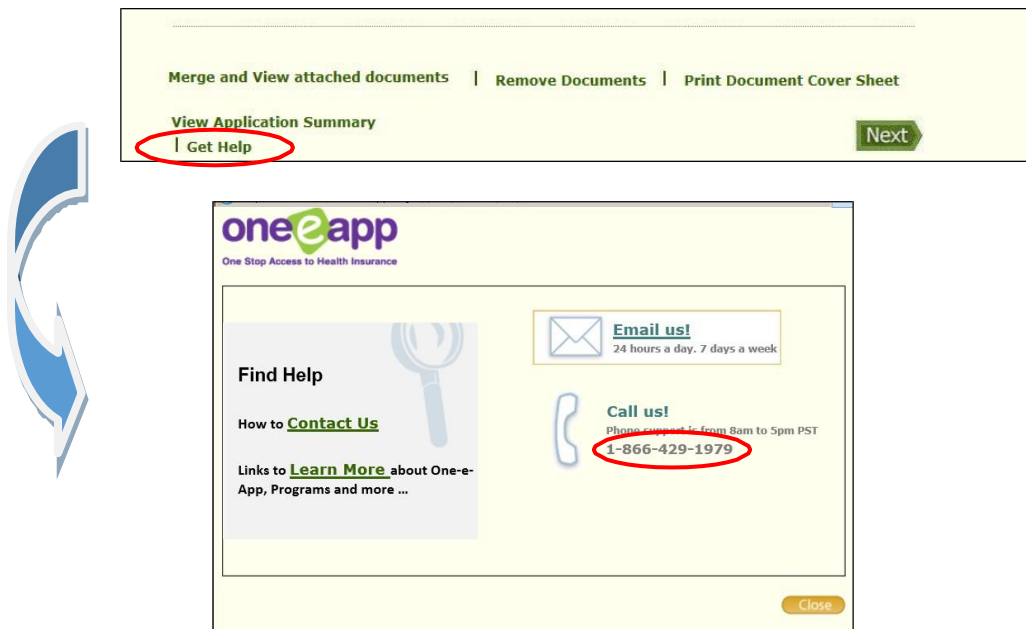 Merge and View attached documents | Remove Documents | Print Document Cover Sheet
View Application Summary
| Get Help
Next
oneeapp
One Stop Access to Health Insurance
Find Help
How to Contact Us
Links to Learn More about One-e-
App, Programs and more ...
Email us!
24 hours a day. 7 days a week
Call us!
Phone support is from 8am to 5pm PST
1-866-429-1979
Close